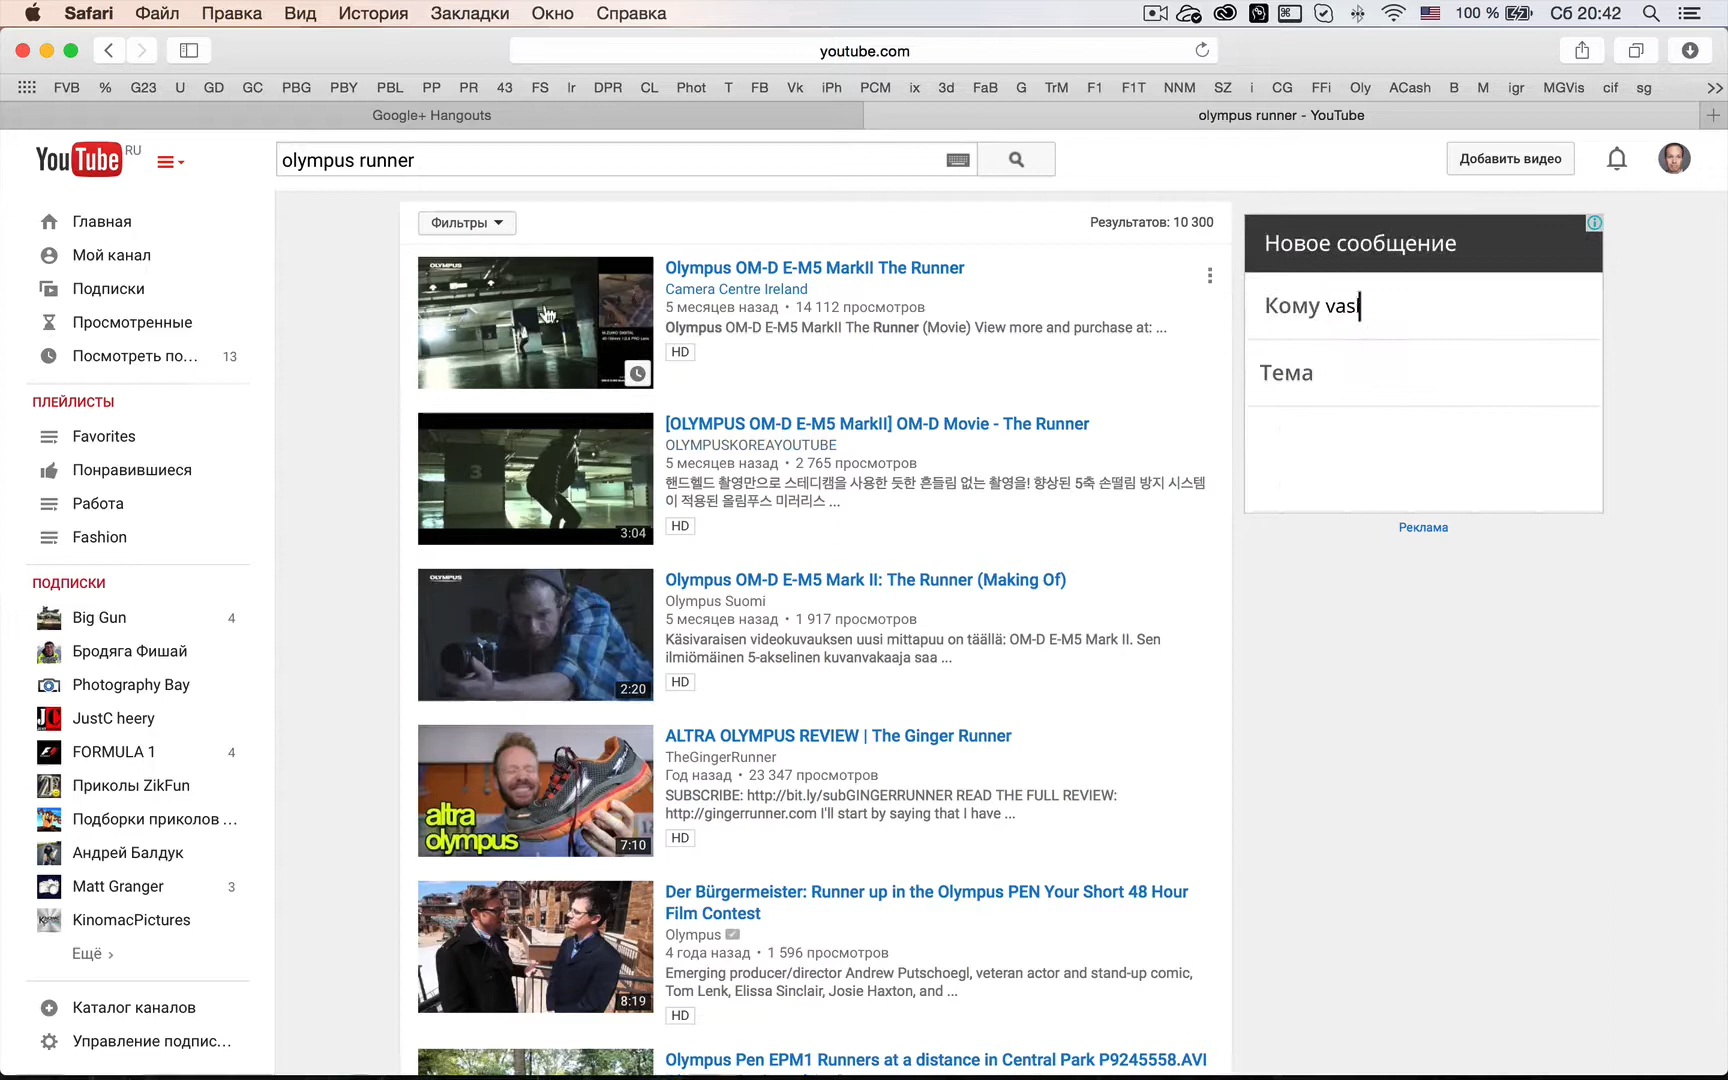 Safari Файл Правка Вид История Закладки Окно Справка 100 % Сб 20:42
youtube.com
FVB % G23 U GD GC PBG PBY PBL PP PR 43 FS Ir DPR CL Phot T FB Vk iPh PCM ix 3d FaB G TrM F1 F1T NNM SZ i CG FFi Oly ACash B M igr MGVis cif sg
Google+ Hangouts olympus runner - YouTube
YouTube RU
olympus runner
Добавить видео
Главная
Мой канал
Подписки
Просмотренные
Посмотреть по... 13
ПЛЕЙЛИСТЫ
Favorites
Понравившиеся
Работа
Fashion
ПОДПИСКИ
Big Gun 4
Бродяга Фишай
Photography Bay
JustC heery
FORMULA 1 4
Приколы ZikFun
Подборки приколов ...
Андрей Балдук
Matt Granger 3
KinomacPictures
Ещё ›
Каталог каналов
Управление подпис...
Фильтры
Результатов: 10 300
OLYMPUS
Olympus OM-D E-M5 MarkII The Runner
Camera Centre Ireland
5 месяцев назад • 14 112 просмотров
Olympus OM-D E-M5 MarkII The Runner (Movie) View more and purchase at: ...
HD
3
3:04
[OLYMPUS OM-D E-M5 MarkII] OM-D Movie - The Runner
OLYMPUSKOREAYOUTUBE
5 месяцев назад • 2 765 просмотров
핸드헬드 촬영만으로 스테디캠을 사용한 듯한 흔들림 없는 촬영을! 향상된 5축 손떨림 방지 시스템
이 적용된 올림푸스 미러리스 ...
HD
OLYMPUS
2:20
Olympus OM-D E-M5 Mark II: The Runner (Making Of)
Olympus Suomi
5 месяцев назад • 1 917 просмотров
Käsivaraisen videokuvauksen uusi mittapuu on täällä: OM-D E-M5 Mark II. Sen
ilmiömäinen 5-akselinen kuvanvakaaja saa ...
HD
altra
olympus
7:10
ALTRA OLYMPUS REVIEW | The Ginger Runner
TheGingerRunner
Год назад • 23 347 просмотров
SUBSCRIBE: http://bit.ly/subGINGERRUNNER READ THE FULL REVIEW:
http://gingerrunner.com I'll start by saying that I have ...
HD
8:19
Der Bürgermeister: Runner up in the Olympus PEN Your Short 48 Hour
Film Contest
Olympus
4 года назад • 1 596 просмотров
Emerging producer/director Andrew Putschoegl, veteran actor and stand-up comic,
Tom Lenk, Elissa Sinclair, Josie Haxton, and ...
HD
Olympus Pen EPM1 Runners at a distance in Central Park P9245558.AVI
Новое сообщение
Кому vasl
Тема
Реклама